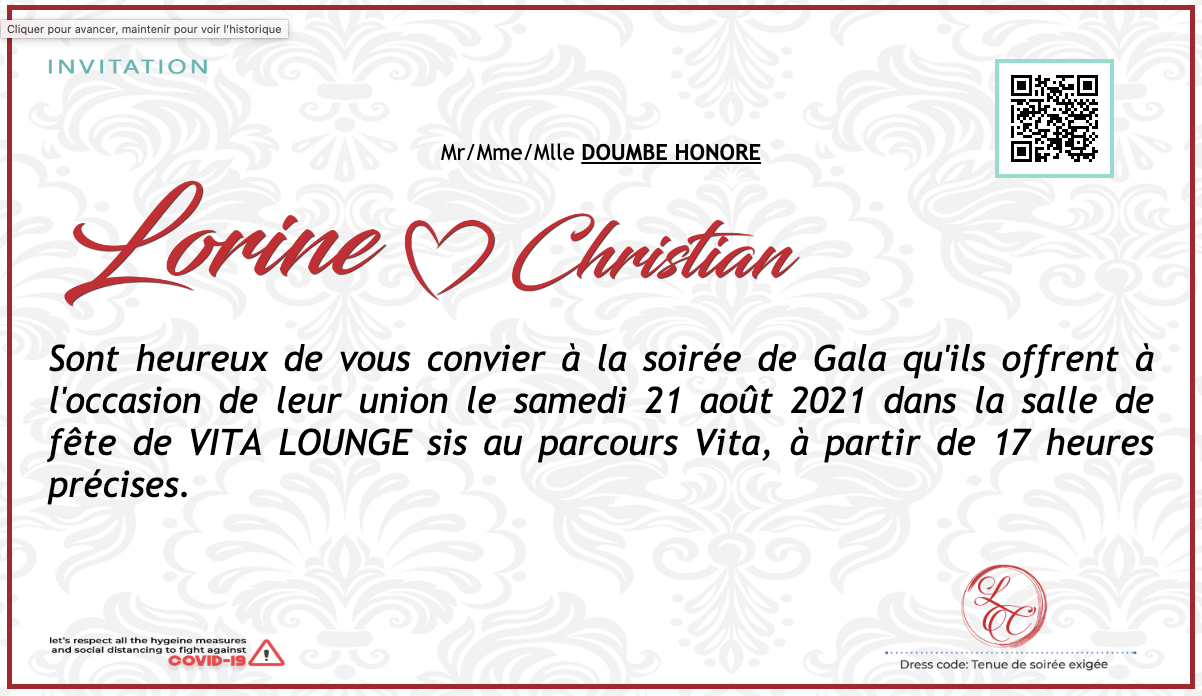 Cliquer pour avancer, maintenir pour voir l'historique
INVITATION
Mr/Mme/Mlle DOUMBE HONORE
Lorine Christian
Sont heureux de vous convier à la soirée de Gala qu'ils offrent à
l'occasion de leur union le samedi 21 août 2021 dans la salle de
fête de VITA LOUNGE sis au parcours Vita, à partir de 17 heures
précises.
let's respect all the hygeine measures
and social distancing to fight against
COVID-19
!
LC
Dress code: Tenue de soirée exigée